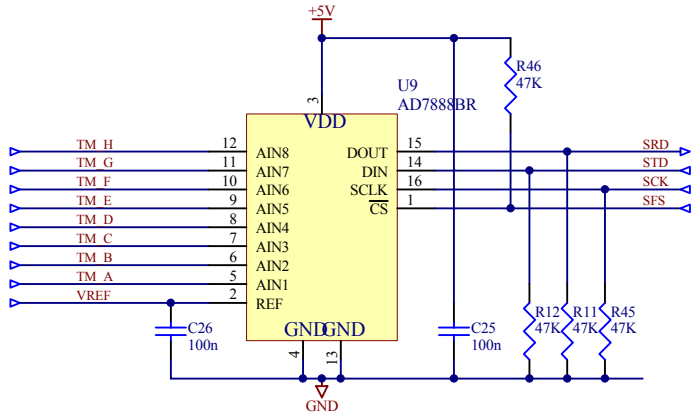 +5V
R46
47K
U9
AD7888BR
3
VDD
TM_H 12 AIN8 DOUT 15 SRD
TM_G 11 AIN7 DIN 14 STD
TM_F 10 AIN6 SCLK 16 SCK
TM_E 9 AIN5 CS 1 SFS
TM_D 8 AIN4
TM_C 7 AIN3
TM_B 6 AIN2
TM_A 5 AIN1
VREF 2 REF
C26
100n
GND GND
4 13
C25
100n
R12 R11 R45
47K 47K 47K
GND